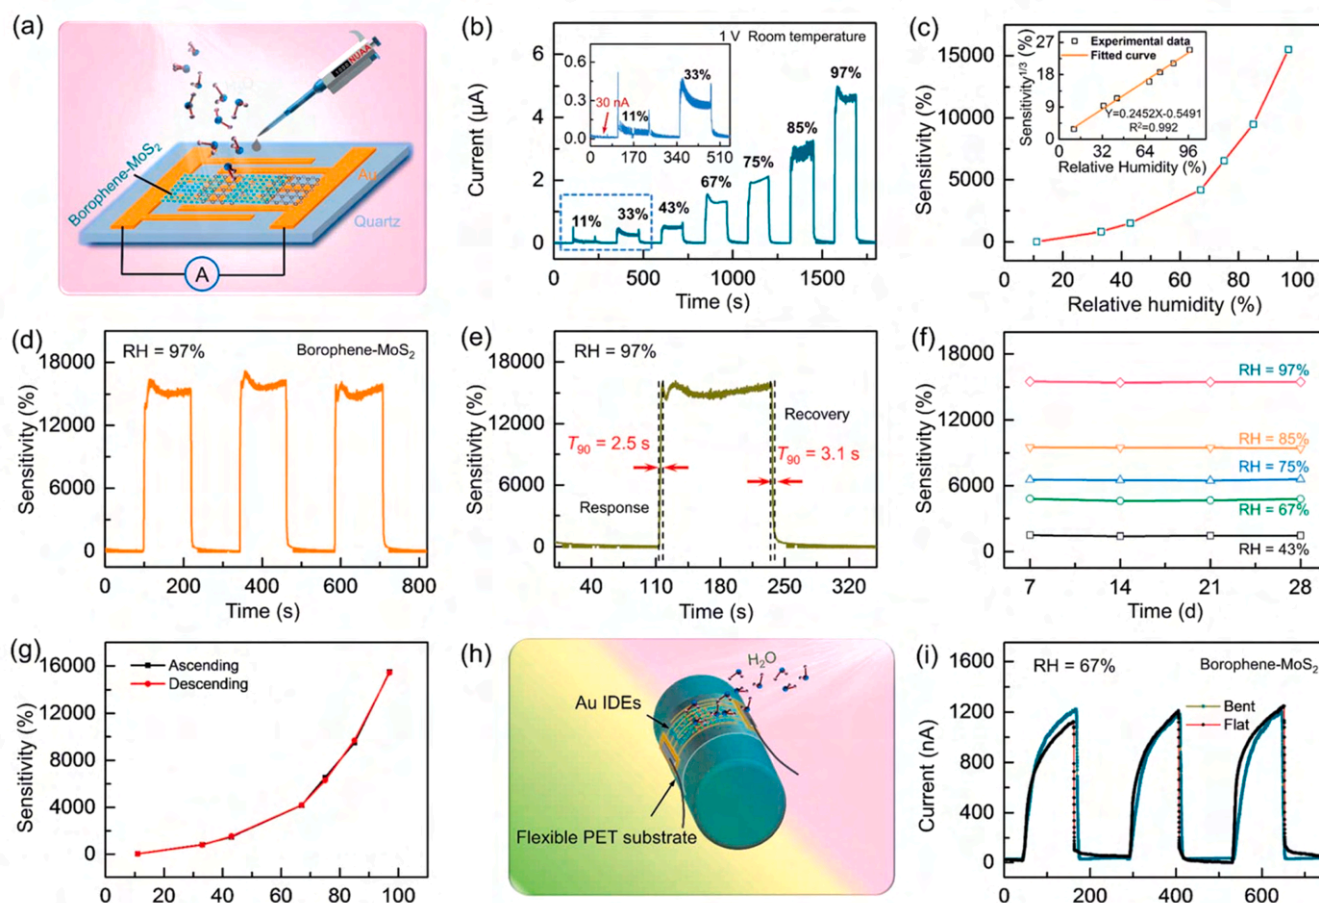 (a)
NUAA
Borophene-MoS₂
Au
Quartz
A
(b)
1 V Room temperature
Current (μA)
6
4
2
0
0 500 1000 1500
Time (s)
11%
33%
43%
67%
75%
85%
97%
0.6
0.3
0.0
30 nA
11%
33%
0 170 340 510
(c)
Sensitivity (%)
15000
10000
5000
0
0 20 40 60 80 100
Relative humidity (%)
Sensitivity^1/3 (%)
27
18
9
0
Experimental data
Fitted curve
Y=0.2452X-0.5491
R²=0.992
0 32 64 96
Relative Humidity (%)
(d)
RH = 97%
Borophene-MoS₂
Sensitivity (%)
18000
12000
6000
0
0 200 400 600 800
Time (s)
(e)
RH = 97%
Sensitivity (%)
18000
12000
6000
0
Recovery
T₉₀ = 2.5 s
T₉₀ = 3.1 s
Response
40 110 180 240 320
Time (s)
(f)
Sensitivity (%)
18000
12000
6000
0
RH = 97%
RH = 85%
RH = 75%
RH = 67%
RH = 43%
7 14 21 28
Time (d)
(g)
Sensitivity (%)
16000
12000
8000
4000
0
Ascending
Descending
0 20 40 60 80 100
(h)
H₂O
Au IDEs
Flexible PET substrate
(i)
RH = 67%
Borophene-MoS₂
Bent
Flat
Current (nA)
1600
1200
800
400
0
0 200 400 600